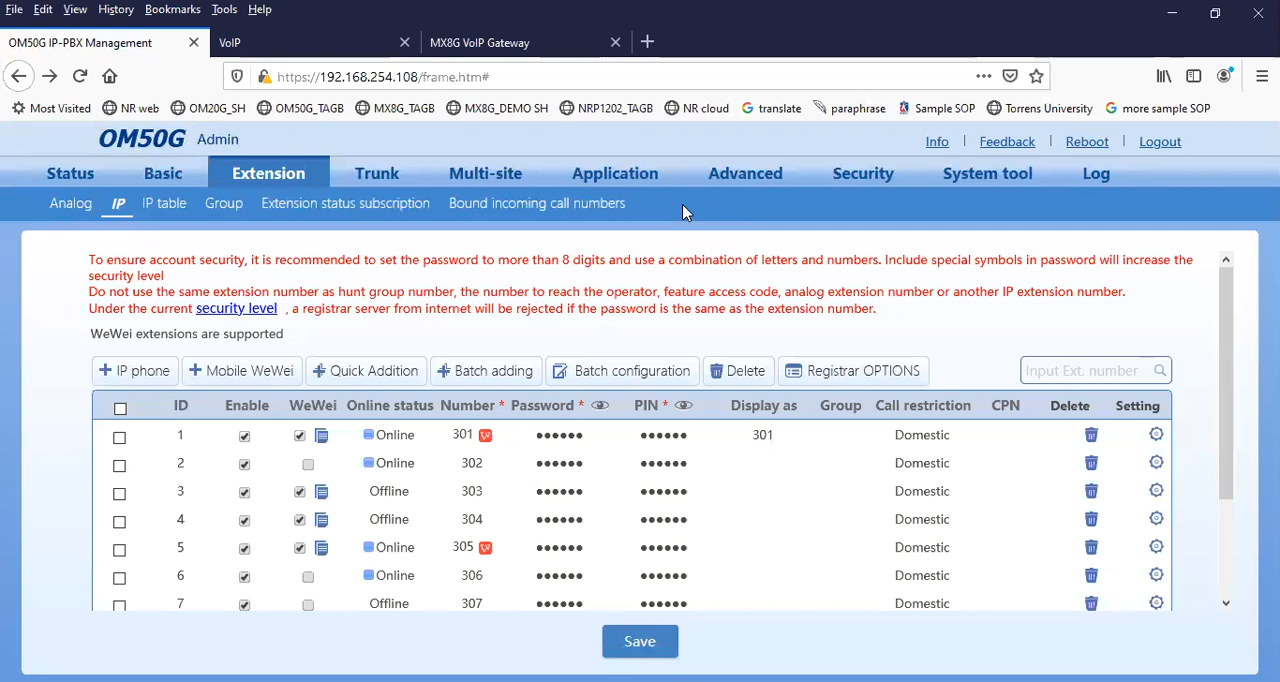 File Edit View History Bookmarks Tools Help
OM50G IP-PBX Management VoIP MX8G VoIP Gateway
https://192.168.254.108/frame.htm#
Most Visited NR web OM20G_SH OM50G_TAGB MX8G_TAGB MX8G_DEMO SH NRP1202_TAGB NR cloud translate paraphrase Sample SOP Torrens University more sample SOP
OM50G Admin Info | Feedback | Reboot | Logout
Status Basic Extension Trunk Multi-site Application Advanced Security System tool Log
Analog IP IP table Group Extension status subscription Bound incoming call numbers
To ensure account security, it is recommended to set the password to more than 8 digits and use a combination of letters and numbers. Include special symbols in password will increase the
security level
Do not use the same extension number as hunt group number, the number to reach the operator, feature access code, analog extension number or another IP extension number.
Under the current security level , a registrar server from internet will be rejected if the password is the same as the extension number.
WeWei extensions are supported
IP phone Mobile WeWei Quick Addition Batch adding Batch configuration Delete Registrar OPTIONS Input Ext. number
ID Enable WeWei Online status Number * Password * PIN * Display as Group Call restriction CPN Delete Setting
1 Online 301 •••••• •••••• 301 Domestic
2 Online 302 •••••• •••••• Domestic
3 Offline 303 •••••• •••••• Domestic
4 Offline 304 •••••• •••••• Domestic
5 Online 305 •••••• •••••• Domestic
6 Online 306 •••••• •••••• Domestic
7 Offline 307 •••••• •••••• Domestic
Save